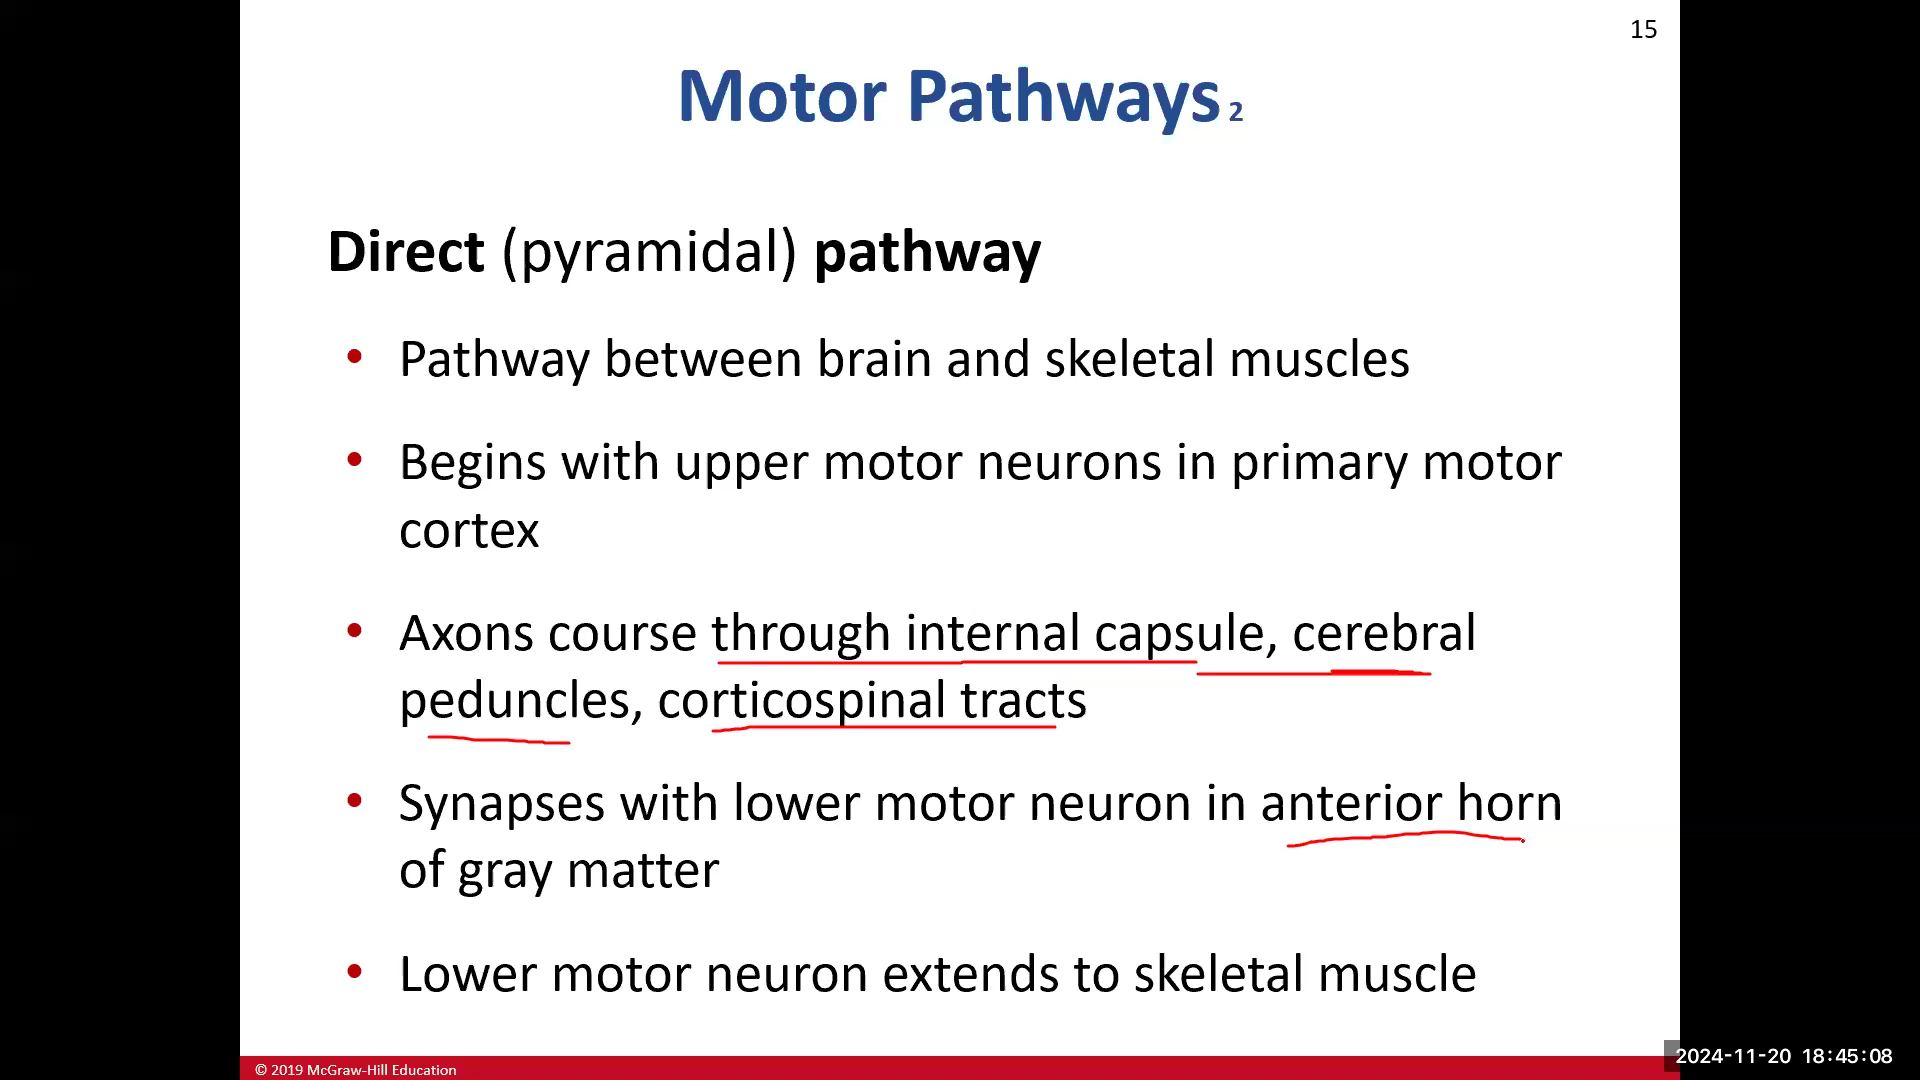 15
Motor Pathways 2
Direct (pyramidal) pathway
• Pathway between brain and skeletal muscles
• Begins with upper motor neurons in primary motor
cortex
• Axons course through internal capsule, cerebral
peduncles, corticospinal tracts
• Synapses with lower motor neuron in anterior horn
of gray matter
• Lower motor neuron extends to skeletal muscle
© 2019 McGraw-Hill Education
2024-11-20 18:45:08